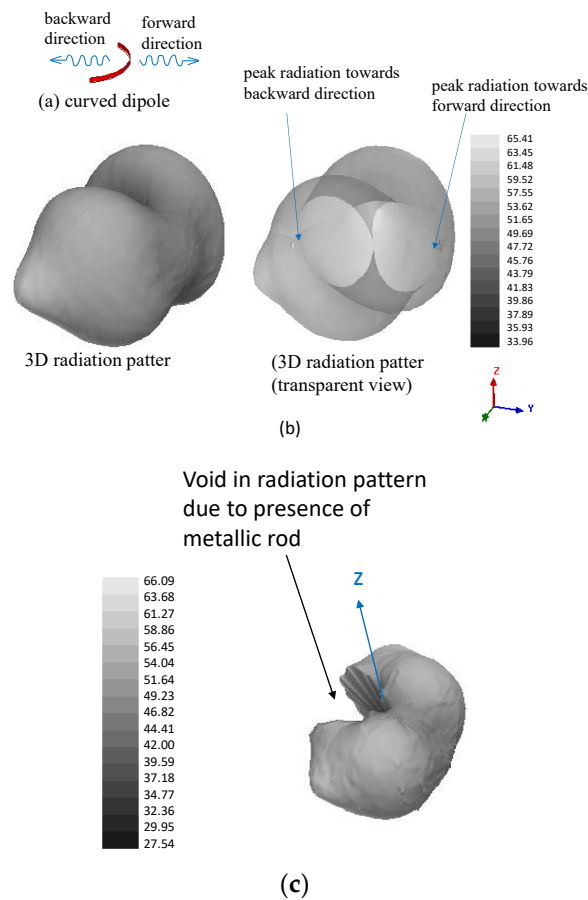 backward
direction
forward
direction
(a) curved dipole
peak radiation towards
backward direction
peak radiation towards
forward direction
65.41
63.45
61.48
59.52
57.55
55.62
53.62
51.65
49.69
47.72
45.76
43.79
41.83
39.86
37.89
35.93
33.96
3D radiation patter
(3D radiation patter
(transparent view)
Z
Y
X
(b)
Void in radiation pattern
due to presence of
metallic rod
Z
66.09
63.68
61.27
58.86
56.45
54.04
51.64
49.23
46.82
44.41
42.00
39.59
37.18
34.77
32.36
29.95
27.54
(c)